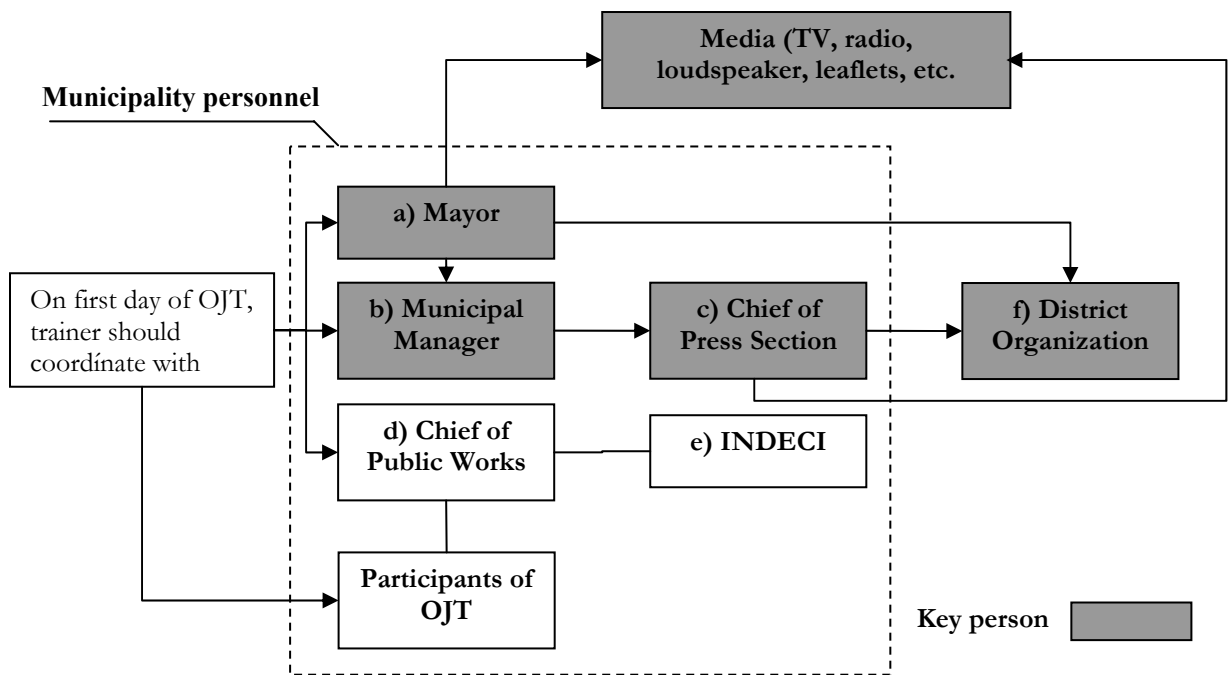 Media (TV, radio,
loudspeaker, leaflets, etc.
Municipality personnel
a) Mayor
On first day of OJT,
trainer should
coordínate with
b) Municipal
Manager
c) Chief of
Press Section
f) District
Organization
d) Chief of
Public Works
e) INDECI
Participants of
OJT
Key person